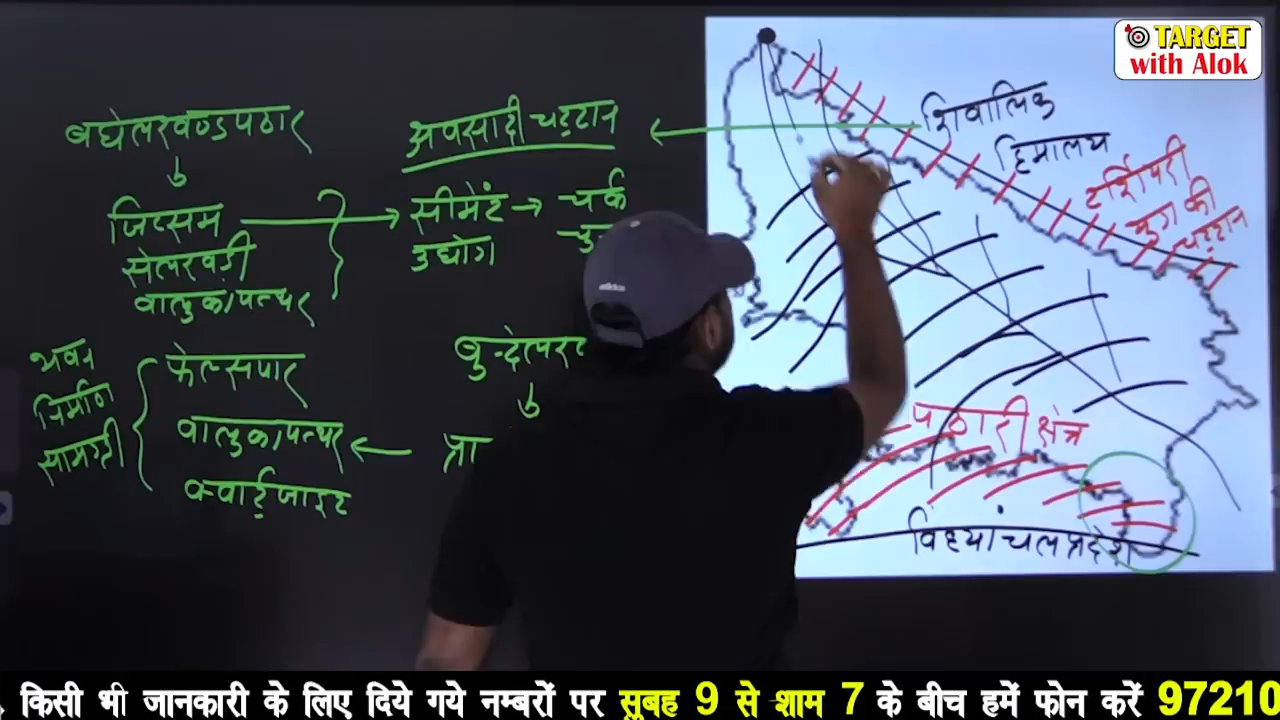 TARGET
with Alok
बघेलखण्ड पठार
जिप्सम
सेलखड़ी
बालुका पत्थर
अवसादी चट्टान
सीमेंट → चर्क
उद्योग
भवन
निर्माण
सामग्री
फेल्सपार
बालुका पत्थर
क्वार्ट्जाइट
बुन्देलख
शिवालिक
हिमालय
टर्शियरी
युग की
चट्टान
पठारी क्षेत्र
विंध्यांचल प्रदेश
किसी भी जानकारी के लिए दिये गये नम्बरों पर सुबह 9 से शाम 7 के बीच हमें फोन करें 97210